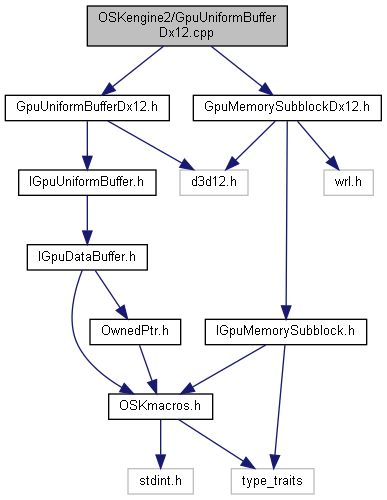 OSKengine2/GpuUniformBuffer
Dx12.cpp
GpuUniformBufferDx12.h
GpuMemorySubblockDx12.h
IGpuUniformBuffer.h
d3d12.h
wrl.h
IGpuDataBuffer.h
OwnedPtr.h
IGpuMemorySubblock.h
OSKmacros.h
stdint.h
type_traits